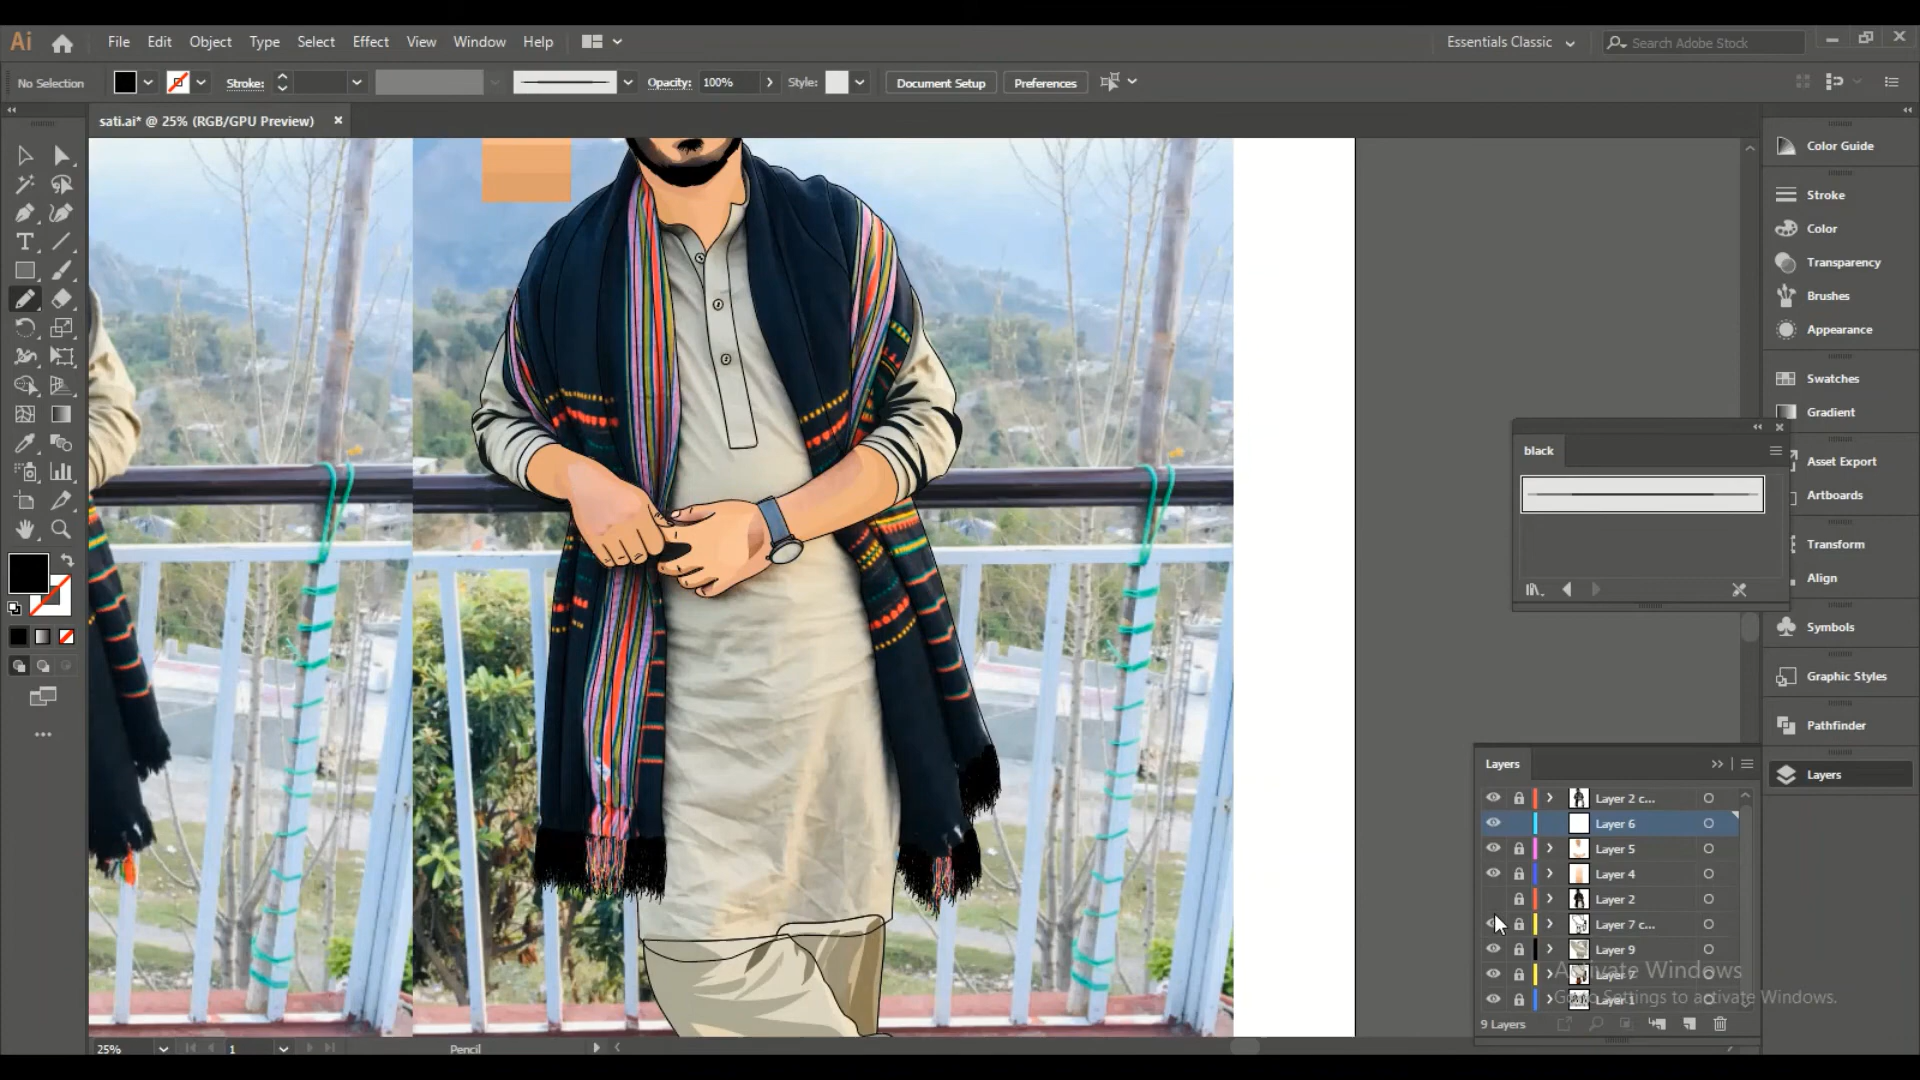 Ai File Edit Object Type Select Effect View Window Help Essentials Classic Search Adobe Stock
No Selection Stroke: Opacity: 100% Style: Document Setup Preferences
sati.ai* @ 25% (RGB/GPU Preview)
Color Guide
Stroke
Color
Transparency
Brushes
Appearance
Swatches
Gradient
black
Asset Export
Artboards
Transform
Align
Symbols
Graphic Styles
Pathfinder
Layers
Layers
Layer 2 c...
Layer 6
Layer 5
Layer 4
Layer 2
Layer 7 c...
Layer 9
Layer 7
Layer 1
Activate Windows
Go to Settings to activate Windows.
9 Layers
25% 1 Pencil